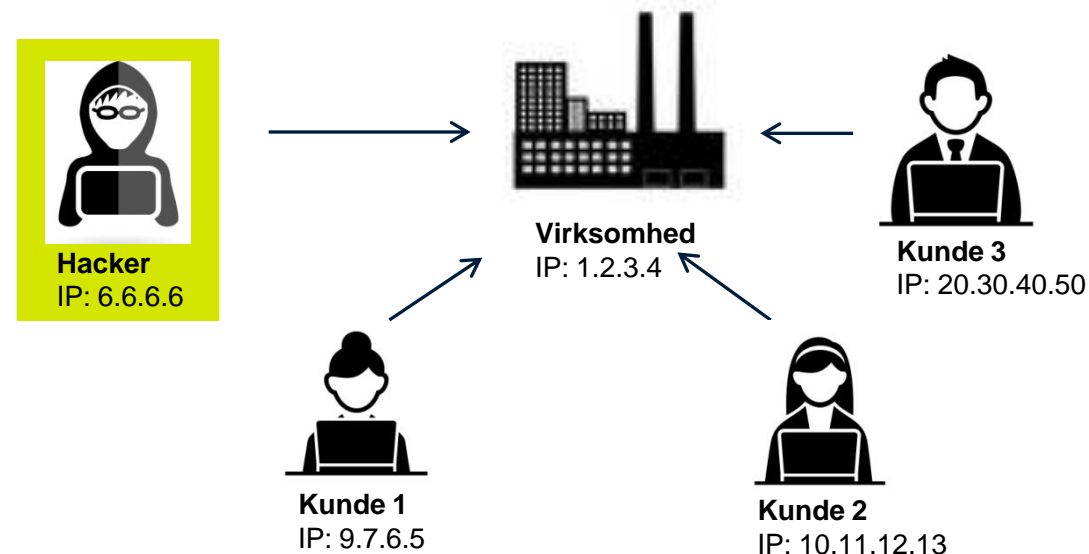 Hacker
IP: 6.6.6.6
Virksomhed
IP: 1.2.3.4
Kunde 3
IP: 20.30.40.50
Kunde 1
IP: 9.7.6.5
Kunde 2
IP: 10.11.12.13